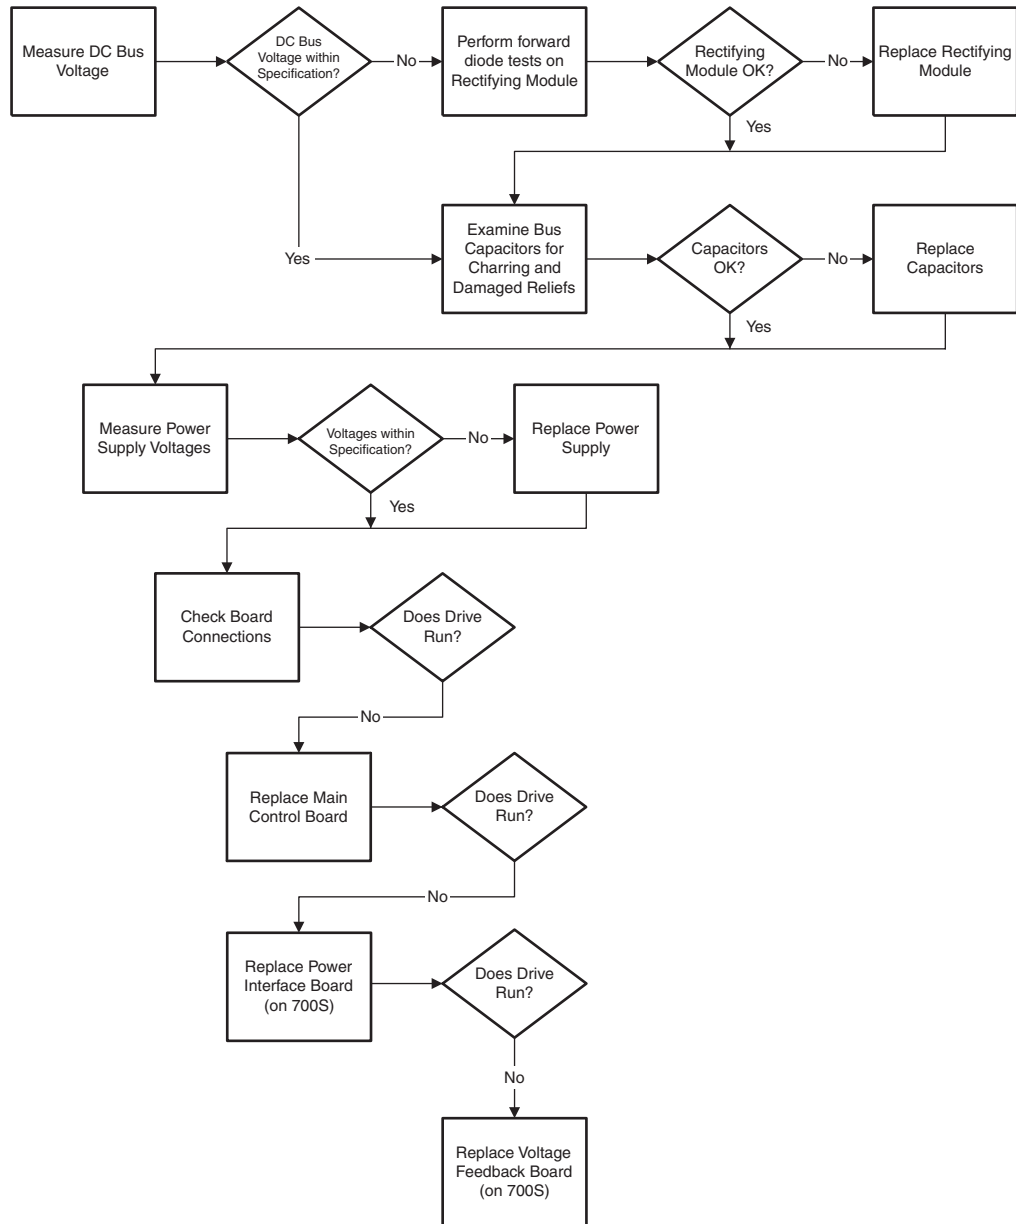 Measure DC Bus
Voltage
DC Bus
Voltage within
Specification?
No
Perform forward
diode tests on
Rectifying Module
Rectifying
Module OK?
No
Replace Rectifying
Module
Yes
Yes
Examine Bus
Capacitors for
Charring and
Damaged Reliefs
Capacitors
OK?
No
Replace
Capacitors
Yes
Measure Power
Supply Voltages
Voltages within
Specification?
No
Replace Power
Supply
Yes
Check Board
Connections
Does Drive
Run?
No
Replace Main
Control Board
Does Drive
Run?
No
Replace Power
Interface Board
(on 700S)
Does Drive
Run?
No
Replace Voltage
Feedback Board
(on 700S)